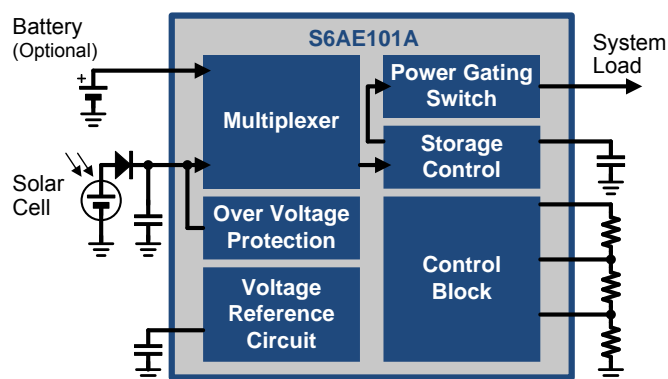 Battery
(Optional)
+
S6AE101A
System
Load
Multiplexer
Power Gating
Switch
Storage
Control
Solar
Cell
Over Voltage
Protection
Control
Block
Voltage
Reference
Circuit